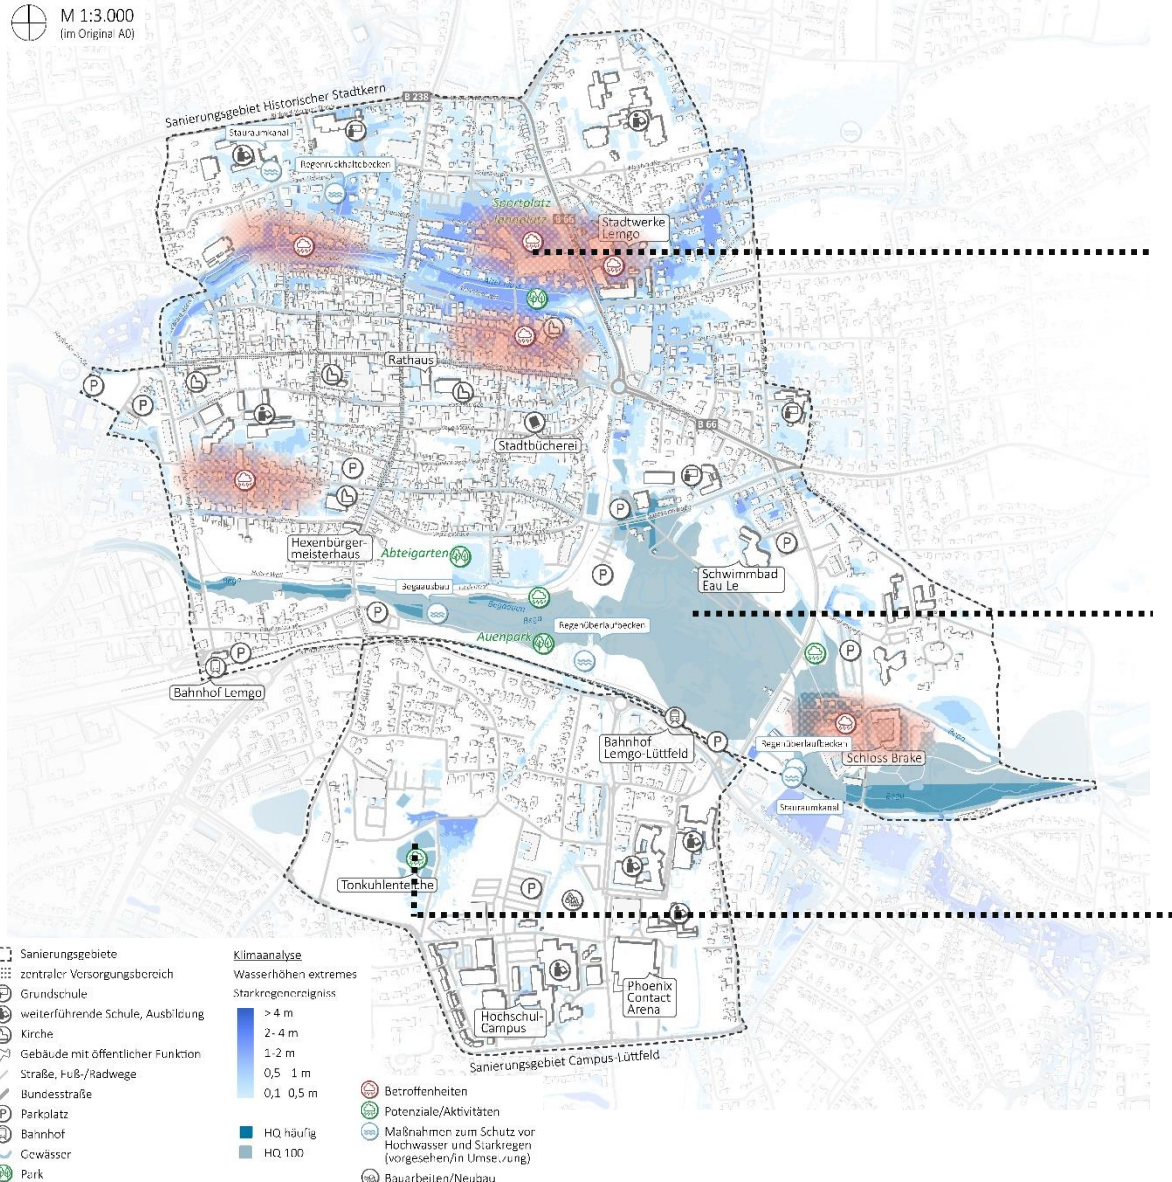 M 1:3.000
(im Original A0)
Sanierungsgebiet Historischer Stadtkern
B 238
Stauraumkanal
Regenrückhaltebecken
Sportplatz
Jahnplatz
B 66
Stadtwerke
Lemgo
Rathaus
Stadtbücherei
B 66
Hexenbürger-
meisterhaus
Abteigarten
Schwimmbad
Eau Le
Begaausbau
Bega
Regenüberlaufbecken
Auenpark
Bahnhof Lemgo
Bahnhof
Lemgo-Lüttfeld
Regenüberlaufbecken
Schloss Brake
Bega
Bega
Stauraumkanal
Tonkuhlenteiche
Phoenix
Contact
Arena
Hochschul-
Campus
Sanierungsgebiet Campus-Lüttfeld
Sanierungsgebiete
zentraler Versorgungsbereich
Grundschule
weiterführende Schule, Ausbildung
Kirche
Gebäude mit öffentlicher Funktion
Straße, Fuß-/Radwege
Bundesstraße
Parkplatz
Bahnhof
Gewässer
Park
Klimaanalyse
Wasserhöhen extremes
Starkregenereigniss
> 4 m
2- 4 m
1-2 m
0,5 1 m
0,1 0,5 m
HQ häufig
HQ 100
Betroffenheiten
Potenziale/Aktivitäten
Maßnahmen zum Schutz vor
Hochwasser und Starkregen
(vorgesehen/in Umsetzung)
Bauarbeiten/Neubau